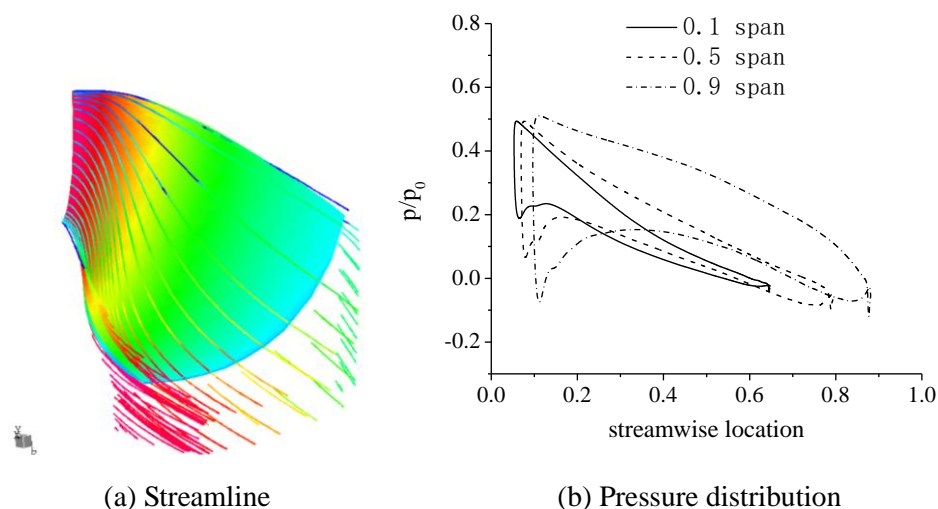 0.8
0.6
0.4
0.2
0.0
-0.2
0.0 0.2 0.4 0.6 0.8 1.0
p/p0
0.1 span
0.5 span
0.9 span
streamwise location
(a) Streamline
(b) Pressure distribution